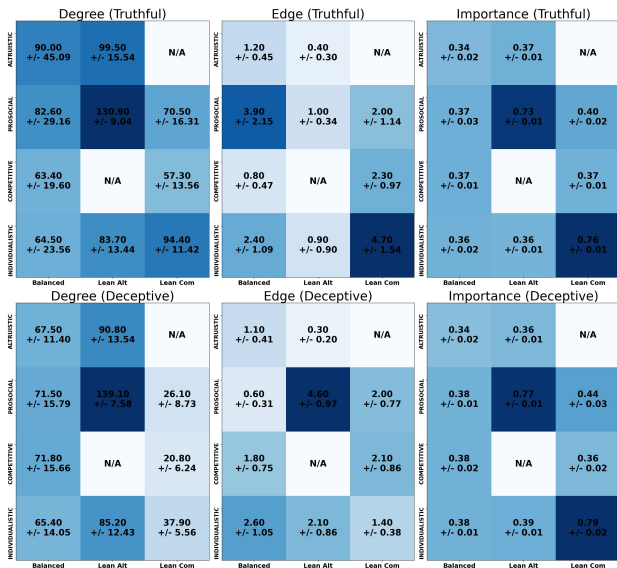 Degree (Truthful)
Edge (Truthful)
Importance (Truthful)
ALTRUISTIC
90.00
+/- 45.09
99.50
+/- 15.54
N/A
PROSOCIAL
82.60
+/- 29.16
130.90
+/- 9.04
70.50
+/- 16.31
COMPETITIVE
63.40
+/- 19.60
N/A
57.30
+/- 13.56
INDIVIDUALISTIC
64.50
+/- 23.56
83.70
+/- 13.44
94.40
+/- 11.42
Balanced Lean Alt Lean Com
ALTRUISTIC
1.20
+/- 0.45
0.40
+/- 0.30
N/A
PROSOCIAL
3.90
+/- 2.15
1.00
+/- 0.34
2.00
+/- 1.14
COMPETITIVE
0.80
+/- 0.47
N/A
2.30
+/- 0.97
INDIVIDUALISTIC
2.40
+/- 1.09
0.90
+/- 0.90
4.70
+/- 1.54
Balanced Lean Alt Lean Com
ALTRUISTIC
0.34
+/- 0.02
0.37
+/- 0.01
N/A
PROSOCIAL
0.37
+/- 0.03
0.73
+/- 0.01
0.40
+/- 0.02
COMPETITIVE
0.37
+/- 0.01
N/A
0.37
+/- 0.01
INDIVIDUALISTIC
0.36
+/- 0.02
0.36
+/- 0.01
0.76
+/- 0.01
Balanced Lean Alt Lean Com
Degree (Deceptive)
Edge (Deceptive)
Importance (Deceptive)
ALTRUISTIC
67.50
+/- 11.40
90.80
+/- 13.54
N/A
PROSOCIAL
71.50
+/- 15.79
139.10
+/- 7.58
26.10
+/- 8.73
COMPETITIVE
71.80
+/- 15.66
N/A
20.80
+/- 6.24
INDIVIDUALISTIC
65.40
+/- 14.05
85.20
+/- 12.43
37.90
+/- 5.56
Balanced Lean Alt Lean Com
ALTRUISTIC
1.10
+/- 0.41
0.30
+/- 0.20
N/A
PROSOCIAL
0.60
+/- 0.31
4.60
+/- 0.97
2.00
+/- 0.77
COMPETITIVE
1.80
+/- 0.75
N/A
2.10
+/- 0.86
INDIVIDUALISTIC
2.60
+/- 1.05
2.10
+/- 0.86
1.40
+/- 0.38
Balanced Lean Alt Lean Com
ALTRUISTIC
0.34
+/- 0.02
0.36
+/- 0.01
N/A
PROSOCIAL
0.38
+/- 0.01
0.77
+/- 0.01
0.44
+/- 0.03
COMPETITIVE
0.38
+/- 0.02
N/A
0.36
+/- 0.02
INDIVIDUALISTIC
0.38
+/- 0.01
0.39
+/- 0.01
0.79
+/- 0.02
Balanced Lean Alt Lean Com